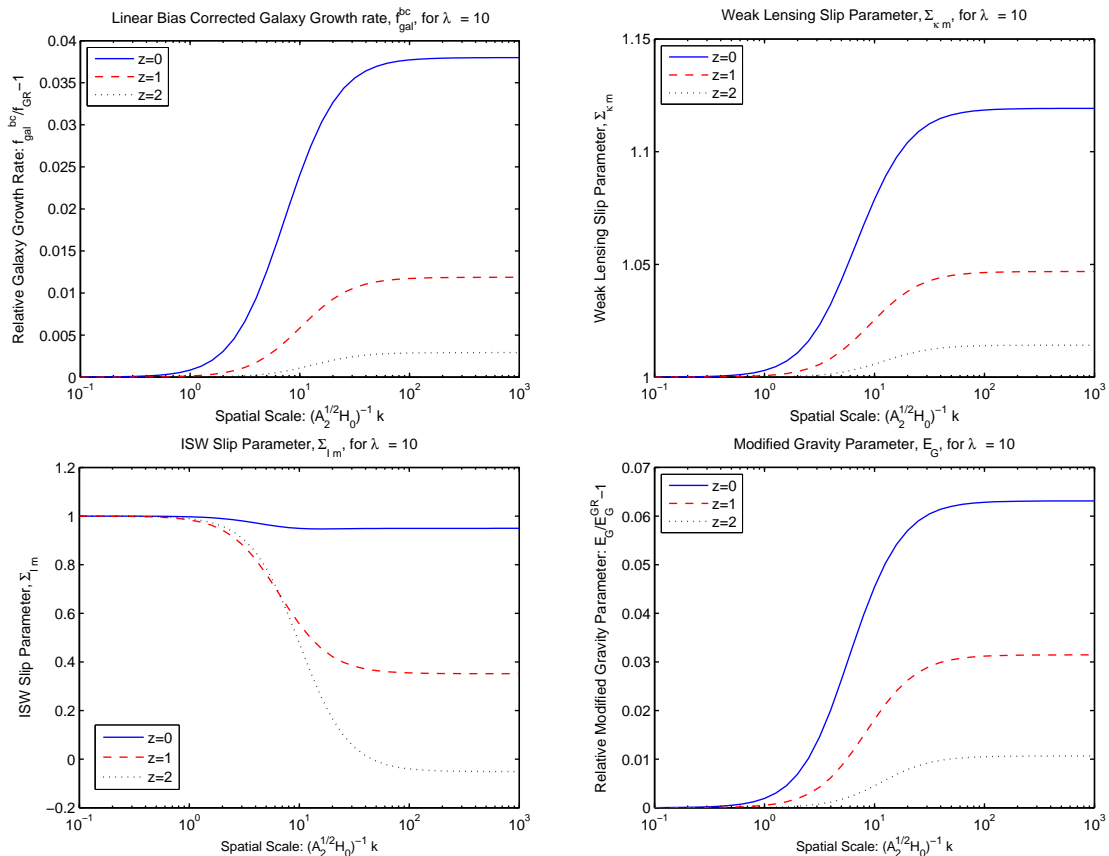 Linear Bias Corrected Galaxy Growth rate, f_gal^bc, for λ = 10
Relative Galaxy Growth Rate: f_gal^bc/f_GR−1
0.04
0.035
0.03
0.025
0.02
0.015
0.01
0.005
0
z=0
z=1
z=2
10^−1
10^0
10^1
10^2
10^3
Spatial Scale: (A_2^1/2 H_0)^−1 k
Weak Lensing Slip Parameter, Σ_κ m, for λ = 10
Weak Lensing Slip Parameter, Σ_κ m
1.15
1.1
1.05
1
z=0
z=1
z=2
10^−1
10^0
10^1
10^2
10^3
Spatial Scale: (A_2^1/2 H_0)^−1 k
ISW Slip Parameter, Σ_I m, for λ = 10
ISW Slip Parameter, Σ_I m
1.2
1
0.8
0.6
0.4
0.2
0
−0.2
z=0
z=1
z=2
10^−1
10^0
10^1
10^2
10^3
Spatial Scale: (A_2^1/2 H_0)^−1 k
Modified Gravity Parameter, E_G, for λ = 10
Relative Modified Gravity Parameter: E_G/E_G^GR−1
0.07
0.06
0.05
0.04
0.03
0.02
0.01
0
z=0
z=1
z=2
10^−1
10^0
10^1
10^2
10^3
Spatial Scale: (A_2^1/2 H_0)^−1 k